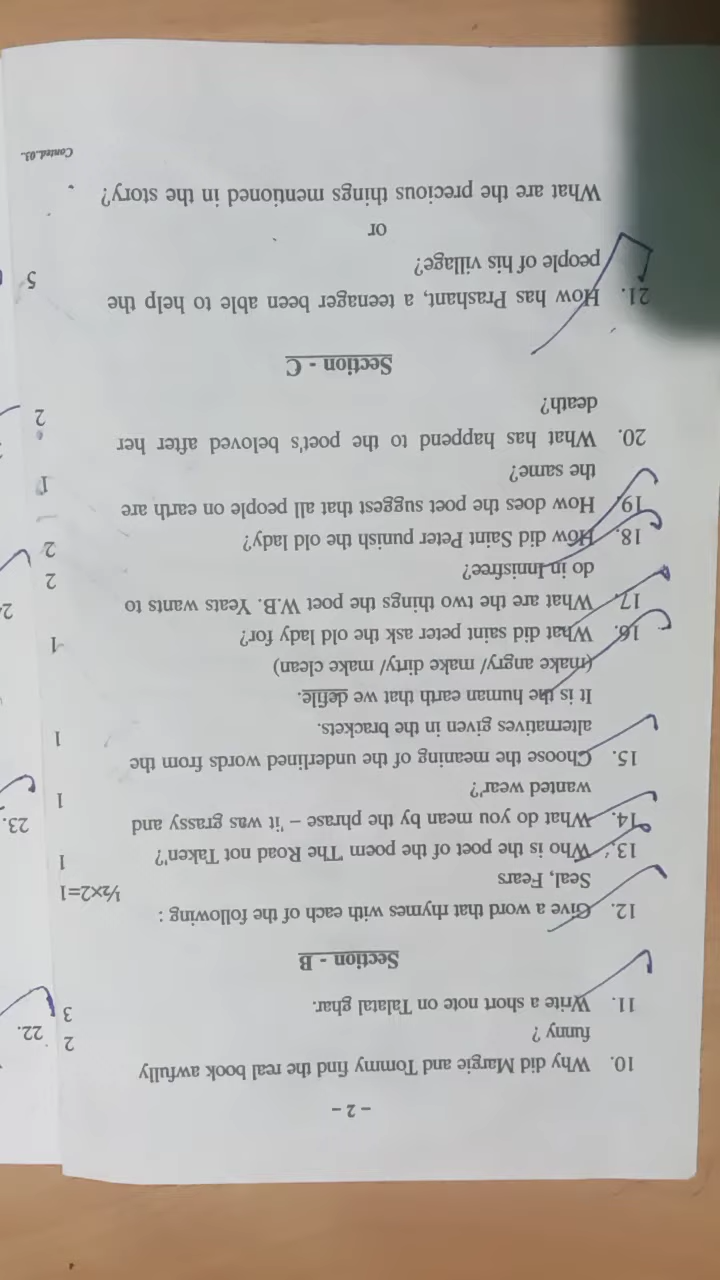 - 2 -
10. Why did Margie and Tommy find the real book awfully
funny ? 2
11. Write a short note on Talatal ghar. 3
Section - B
12. Give a word that rhymes with each of the following :
Seal, Fears ½×2=1
13. Who is the poet of the poem 'The Road not Taken'? 1
14. What do you mean by the phrase – 'it was grassy and
wanted wear'? 1
15. Choose the meaning of the underlined words from the
alternatives given in the brackets. 1
It is the human earth that we defile.
(make angry/ make dirty/ make clean)
16. What did saint peter ask the old lady for? 1
17. What are the two things the poet W.B. Yeats wants to
do in Innisfree? 2
18. How did Saint Peter punish the old lady? 2
19. How does the poet suggest that all people on earth are
the same? 1
20. What has happend to the poet's beloved after her
death? 2
Section - C
21. How has Prashant, a teenager been able to help the
people of his village? 5
or
What are the precious things mentioned in the story?
Conted..03..
22.
23.